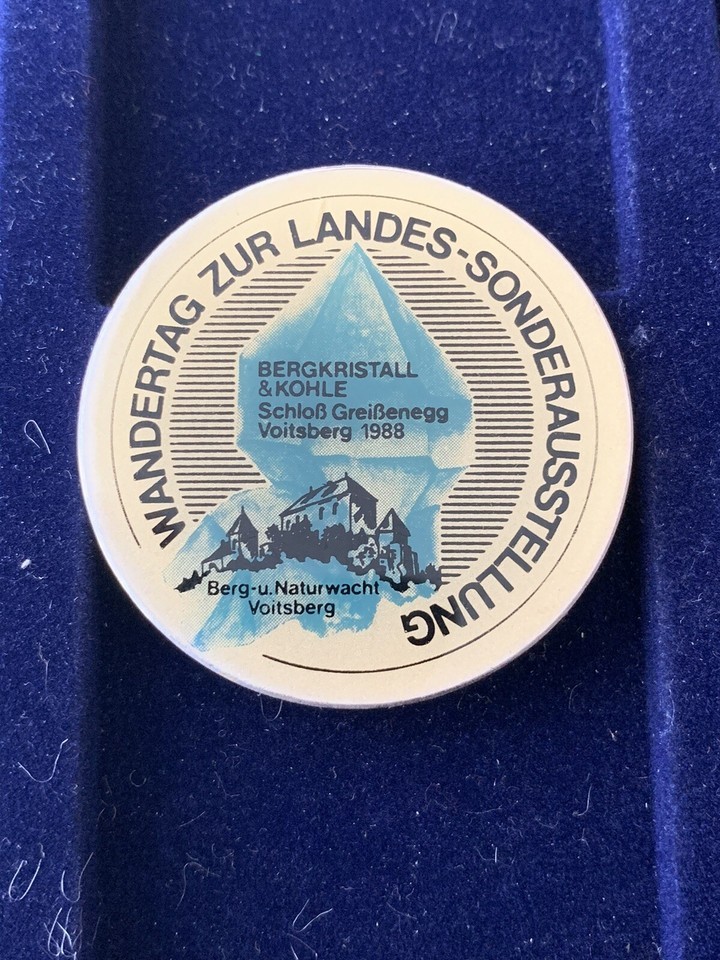 WANDERTAG ZUR LANDES-SONDERAUSSTELLUNG
BERGKRISTALL
&KOHLE
Schloß Greißenegg
Voitsberg 1988
Berg-u.Naturwacht
Voitsberg